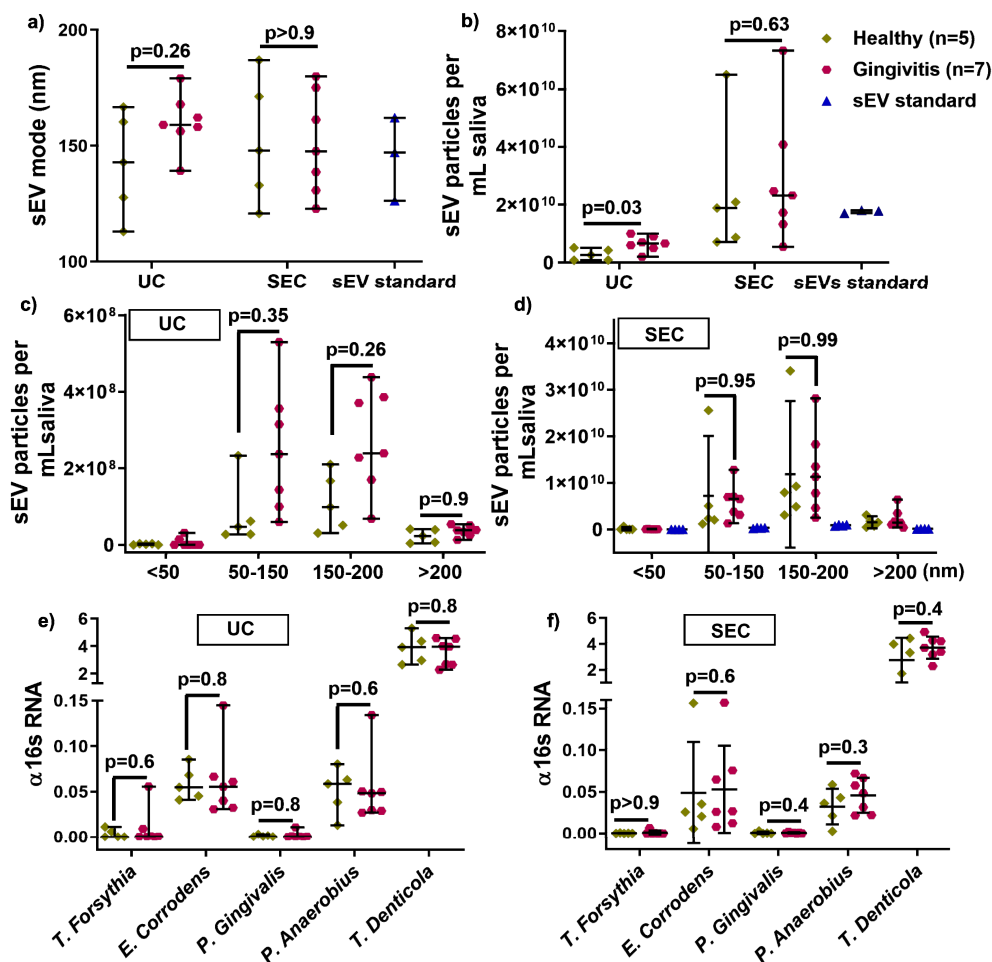 a)
200
150
100
sEV mode (nm)
p=0.26
p>0.9
UC
SEC
sEV standard
b)
8×10¹⁰
6×10¹⁰
4×10¹⁰
2×10¹⁰
0
sEV particles per
mL saliva
p=0.03
p=0.63
UC
SEC
sEVs standard
Healthy (n=5)
Gingivitis (n=7)
sEV standard
c)
UC
6×10⁸
4×10⁸
2×10⁸
0
sEV particles per
mLsaliva
p=0.35
p=0.26
p=0.9
<50
50-150
150-200
>200
d)
SEC
4×10¹⁰
3×10¹⁰
2×10¹⁰
1×10¹⁰
0
sEV particles per
mLsaliva
p=0.95
p=0.99
<50
50-150
150-200
>200 (nm)
e)
UC
6
4
2
0.15
0.10
0.05
0.00
α16s RNA
p=0.6
p=0.8
p=0.8
p=0.6
p=0.8
T. Forsythia
E. Corrodens
P. Gingivalis
P. Anaerobius
T. Denticola
f)
SEC
6
4
2
0.15
0.10
0.05
0.00
α16s RNA
p>0.9
p=0.6
p=0.4
p=0.3
p=0.4
T. Forsythia
E. Corrodens
P. Gingivalis
P. Anaerobius
T. Denticola